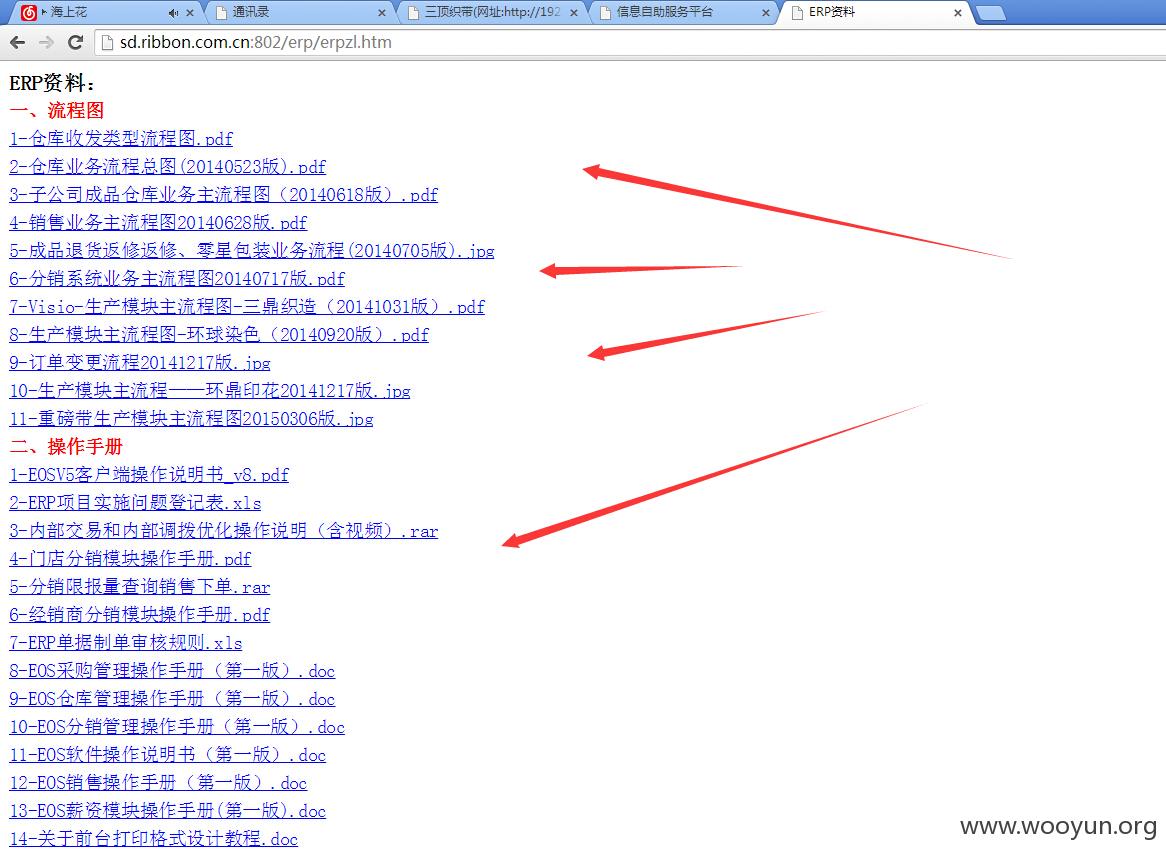 海上花
通讯录
三顶织带(网址:http://192
信息自助服务平台
ERP资料
sd.ribbon.com.cn:802/erp/erpzl.htm
ERP资料:
一、流程图
1-仓库收发类型流程图.pdf
2-仓库业务流程总图(20140523版).pdf
3-子公司成品仓库业务主流程图（20140618版）.pdf
4-销售业务主流程图20140628版.pdf
5-成品退货返修返修、零星包装业务流程(20140705版).jpg
6-分销系统业务主流程图20140717版.pdf
7-Visio-生产模块主流程图-三鼎织造（20141031版）.pdf
8-生产模块主流程图-环球染色（20140920版）.pdf
9-订单变更流程20141217版.jpg
10-生产模块主流程——环鼎印花20141217版.jpg
11-重磅带生产模块主流程图20150306版.jpg
二、操作手册
1-EOSV5客户端操作说明书_v8.pdf
2-ERP项目实施问题登记表.xls
3-内部交易和内部调拨优化操作说明（含视频）.rar
4-门店分销模块操作手册.pdf
5-分销限报量查询销售下单.rar
6-经销商分销模块操作手册.pdf
7-ERP单据制单审核规则.xls
8-EOS采购管理操作手册（第一版）.doc
9-EOS仓库管理操作手册（第一版）.doc
10-EOS分销管理操作手册（第一版）.doc
11-EOS软件操作说明书（第一版）.doc
12-EOS销售操作手册（第一版）.doc
13-EOS薪资模块操作手册(第一版).doc
14-关于前台打印格式设计教程.doc
www.wooyun.org